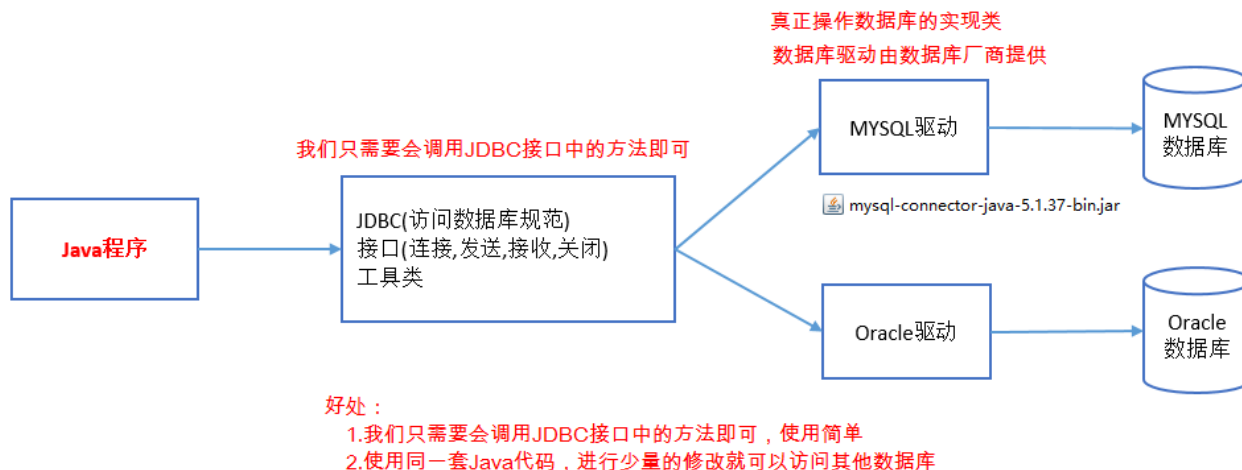 真正操作数据库的实现类
数据库驱动由数据库厂商提供
MYSQL驱动
MYSQL
数据库
mysql-connector-java-5.1.37-bin.jar
我们只需要会调用JDBC接口中的方法即可
Java程序
JDBC(访问数据库规范)
接口(连接,发送,接收,关闭)
工具类
Oracle驱动
Oracle
数据库
好处：
1.我们只需要会调用JDBC接口中的方法即可，使用简单
2.使用同一套Java代码，进行少量的修改就可以访问其他数据库